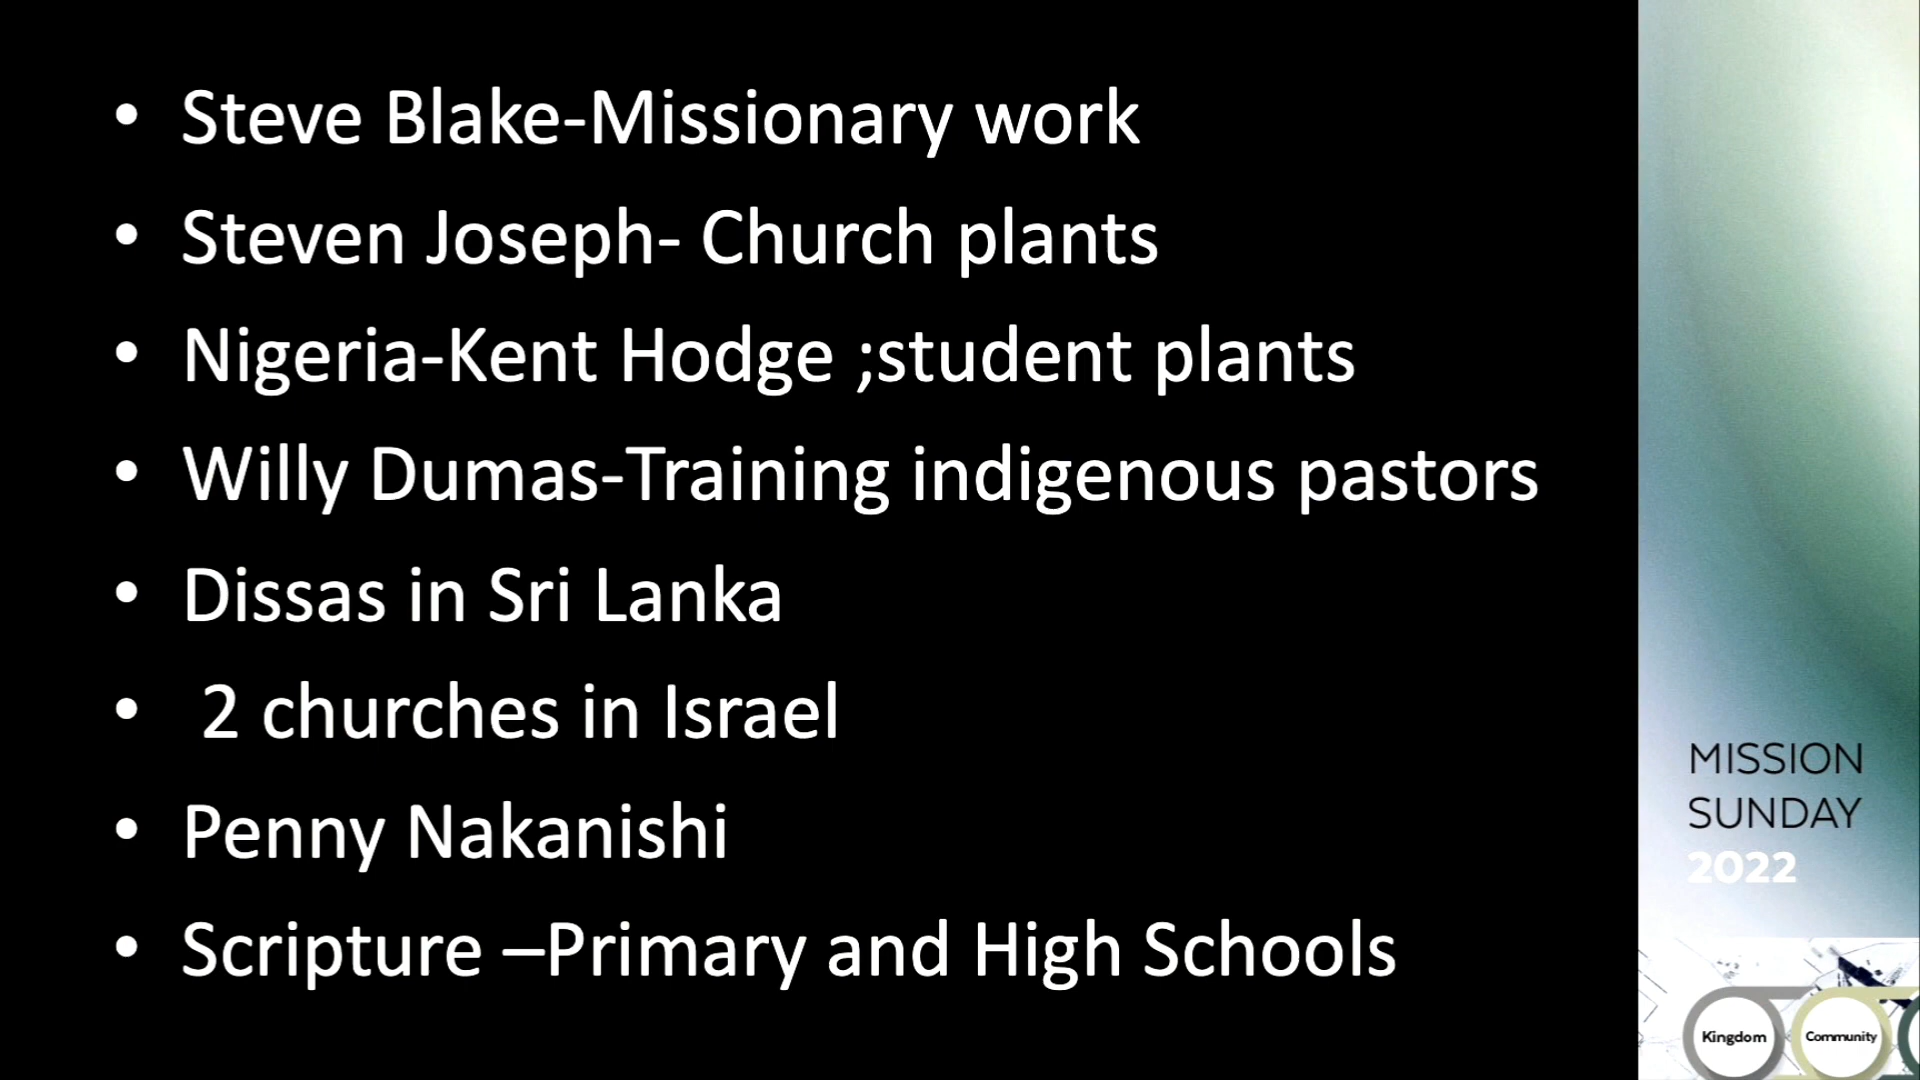 • Steve Blake-Missionary work
• Steven Joseph- Church plants
• Nigeria-Kent Hodge ;student plants
• Willy Dumas-Training indigenous pastors
• Dissas in Sri Lanka
• 2 churches in Israel
• Penny Nakanishi
• Scripture –Primary and High Schools
MISSION
SUNDAY
2022
Kingdom
Community